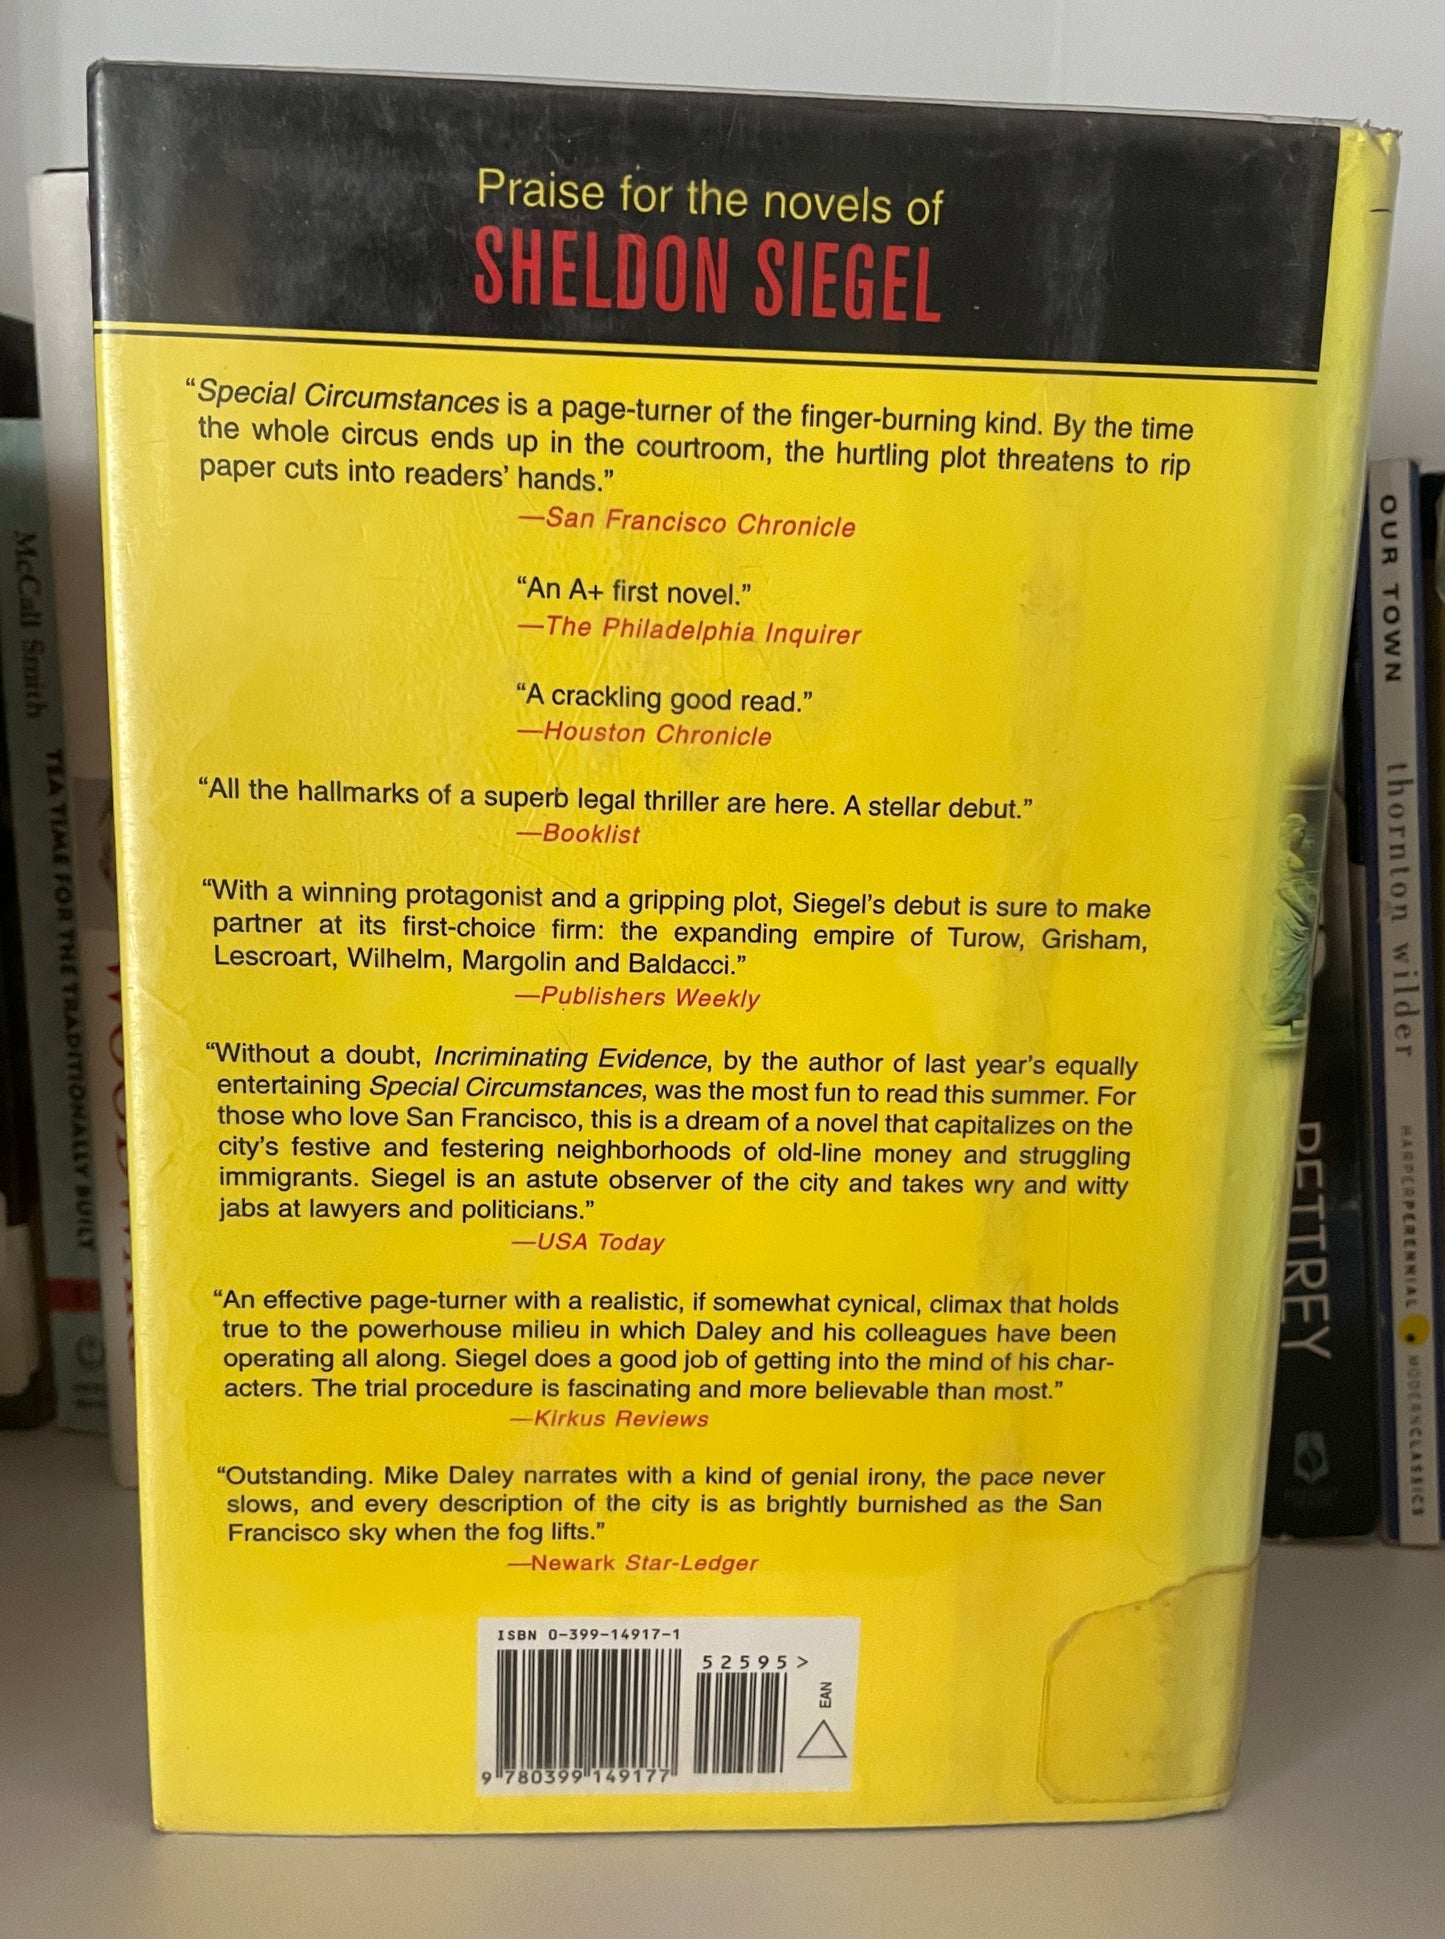 Praise for the novels of
SHELDON SIEGEL
“Special Circumstances is a page-turner of the finger-burning kind. By the time
the whole circus ends up in the courtroom, the hurtling plot threatens to rip
paper cuts into readers’ hands.”
—San Francisco Chronicle
“An A+ first novel.”
—The Philadelphia Inquirer
“A crackling good read.”
—Houston Chronicle
“All the hallmarks of a superb legal thriller are here. A stellar debut.”
—Booklist
“With a winning protagonist and a gripping plot, Siegel’s debut is sure to make
partner at its first-choice firm: the expanding empire of Turow, Grisham,
Lescroart, Wilhelm, Margolin and Baldacci.”
—Publishers Weekly
“Without a doubt, Incriminating Evidence, by the author of last year’s equally
entertaining Special Circumstances, was the most fun to read this summer. For
those who love San Francisco, this is a dream of a novel that capitalizes on the
city’s festive and festering neighborhoods of old-line money and struggling
immigrants. Siegel is an astute observer of the city and takes wry and witty
jabs at lawyers and politicians.”
—USA Today
“An effective page-turner with a realistic, if somewhat cynical, climax that holds
true to the powerhouse milieu in which Daley and his colleagues have been
operating all along. Siegel does a good job of getting into the mind of his char-
acters. The trial procedure is fascinating and more believable than most.”
—Kirkus Reviews
“Outstanding. Mike Daley narrates with a kind of genial irony, the pace never
slows, and every description of the city is as brightly burnished as the San
Francisco sky when the fog lifts.”
—Newark Star-Ledger
ISBN 0-399-14917-1
52595>
EAN
9 780399 149177
McCall Smith
TEA TIME FOR THE TRADITIONALLY BUILT
PETTREY
OUR TOWN
thornton wilder
HARPERPERENNIAL
MODERNCLASSICS